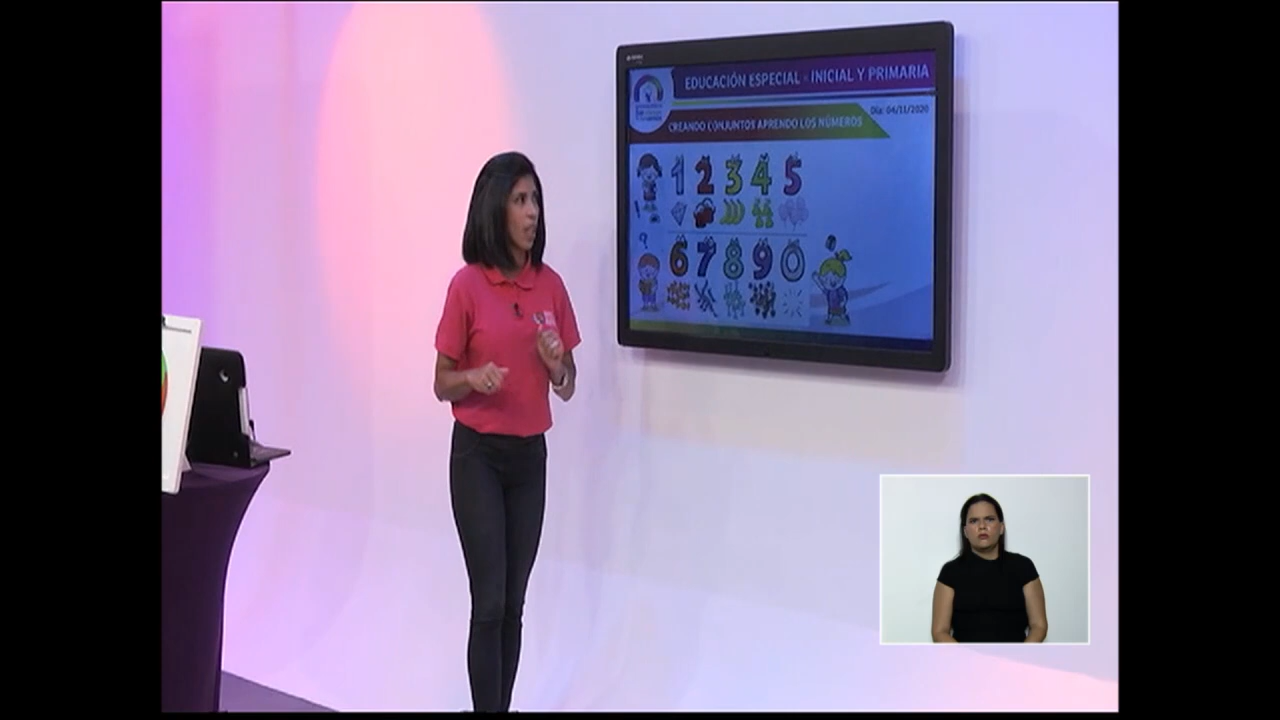 EDUCACIÓN ESPECIAL - INICIAL Y PRIMARIA
Día: 04/11/2020
CREANDO CONJUNTOS APRENDO LOS NÚMEROS
1 2 3 4 5
?
6 7 8 9 0